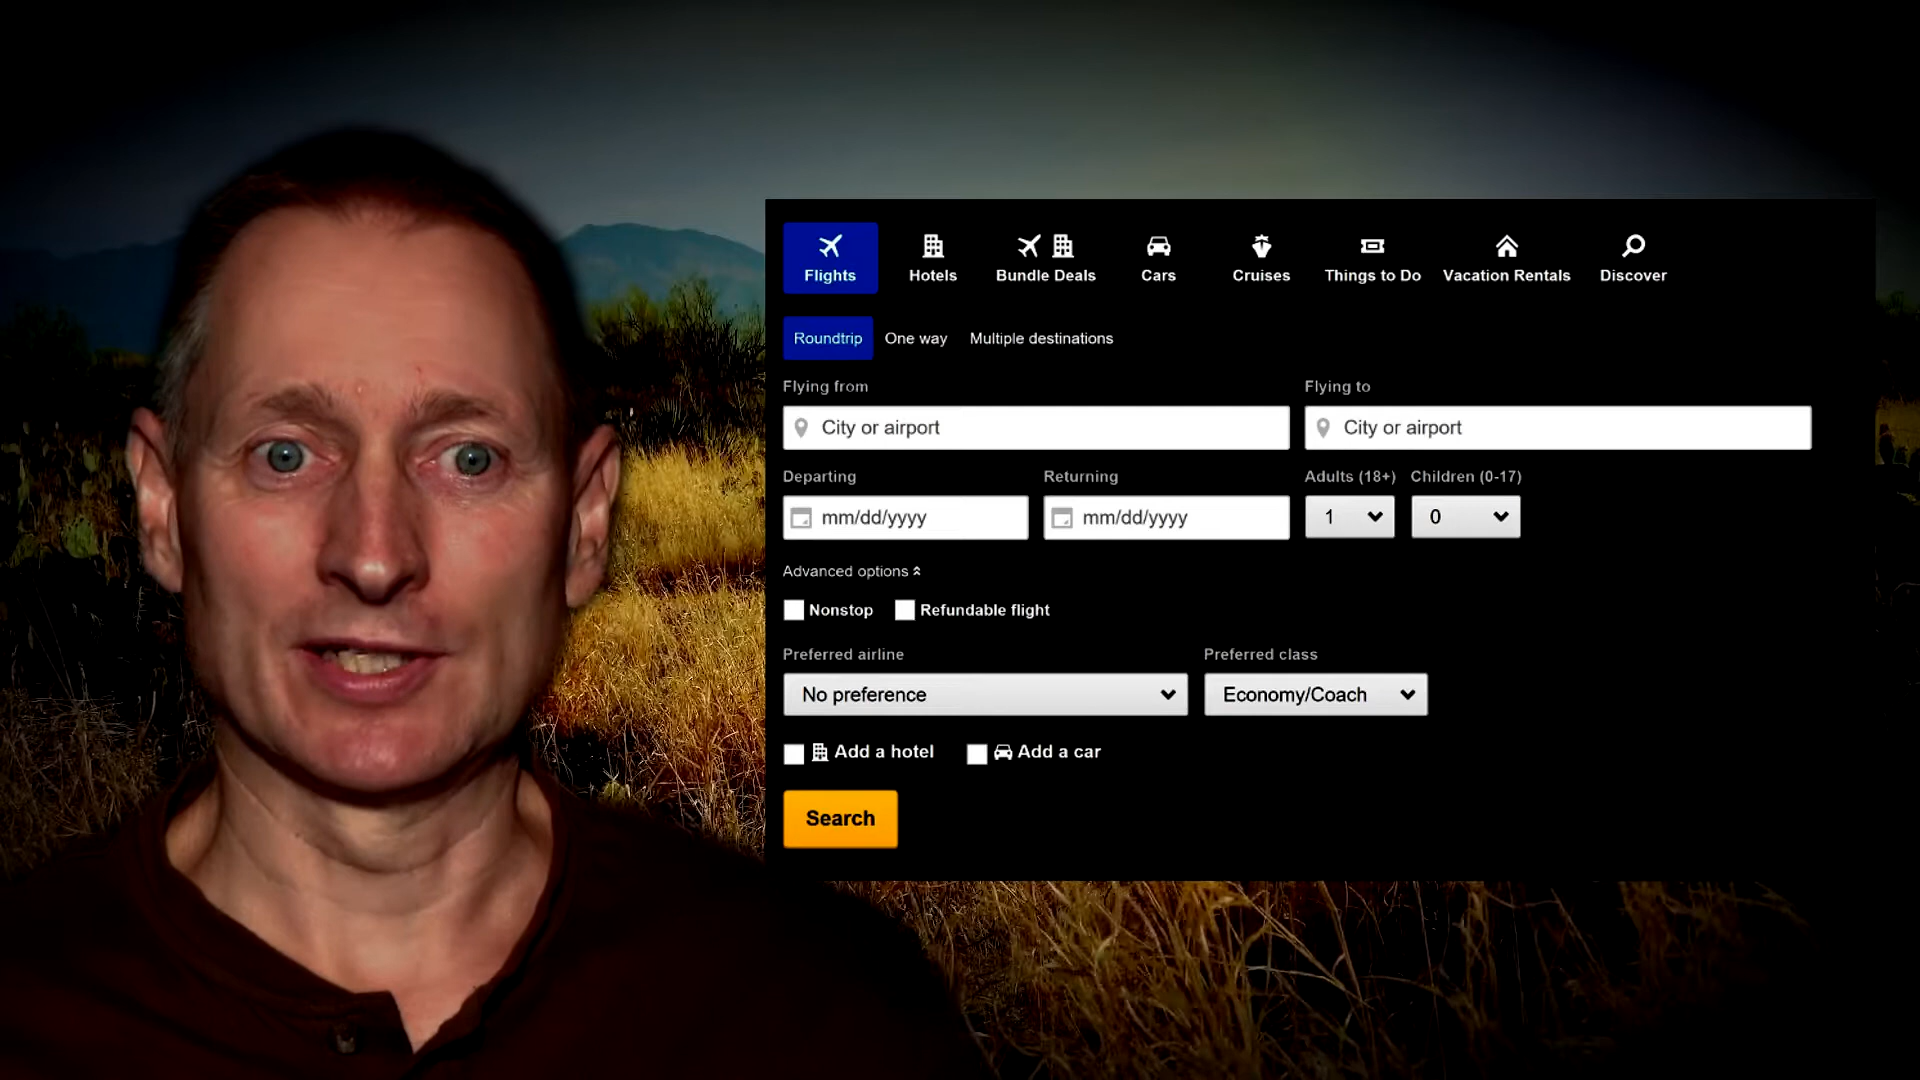 Flights Hotels Bundle Deals Cars Cruises Things to Do Vacation Rentals Discover
Roundtrip One way Multiple destinations
Flying from Flying to
City or airport City or airport
Departing Returning Adults (18+) Children (0-17)
mm/dd/yyyy mm/dd/yyyy 1 0
Advanced options
Nonstop Refundable flight
Preferred airline Preferred class
No preference Economy/Coach
Add a hotel Add a car
Search